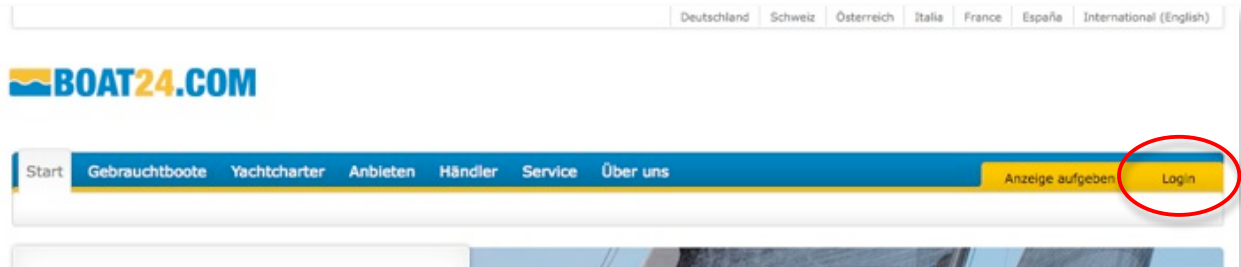 Deutschland Schweiz Österreich Italia France España International (English)
BOAT24.COM
Start Gebrauchtboote Yachtcharter Anbieten Händler Service Über uns
Anzeige aufgeben Login